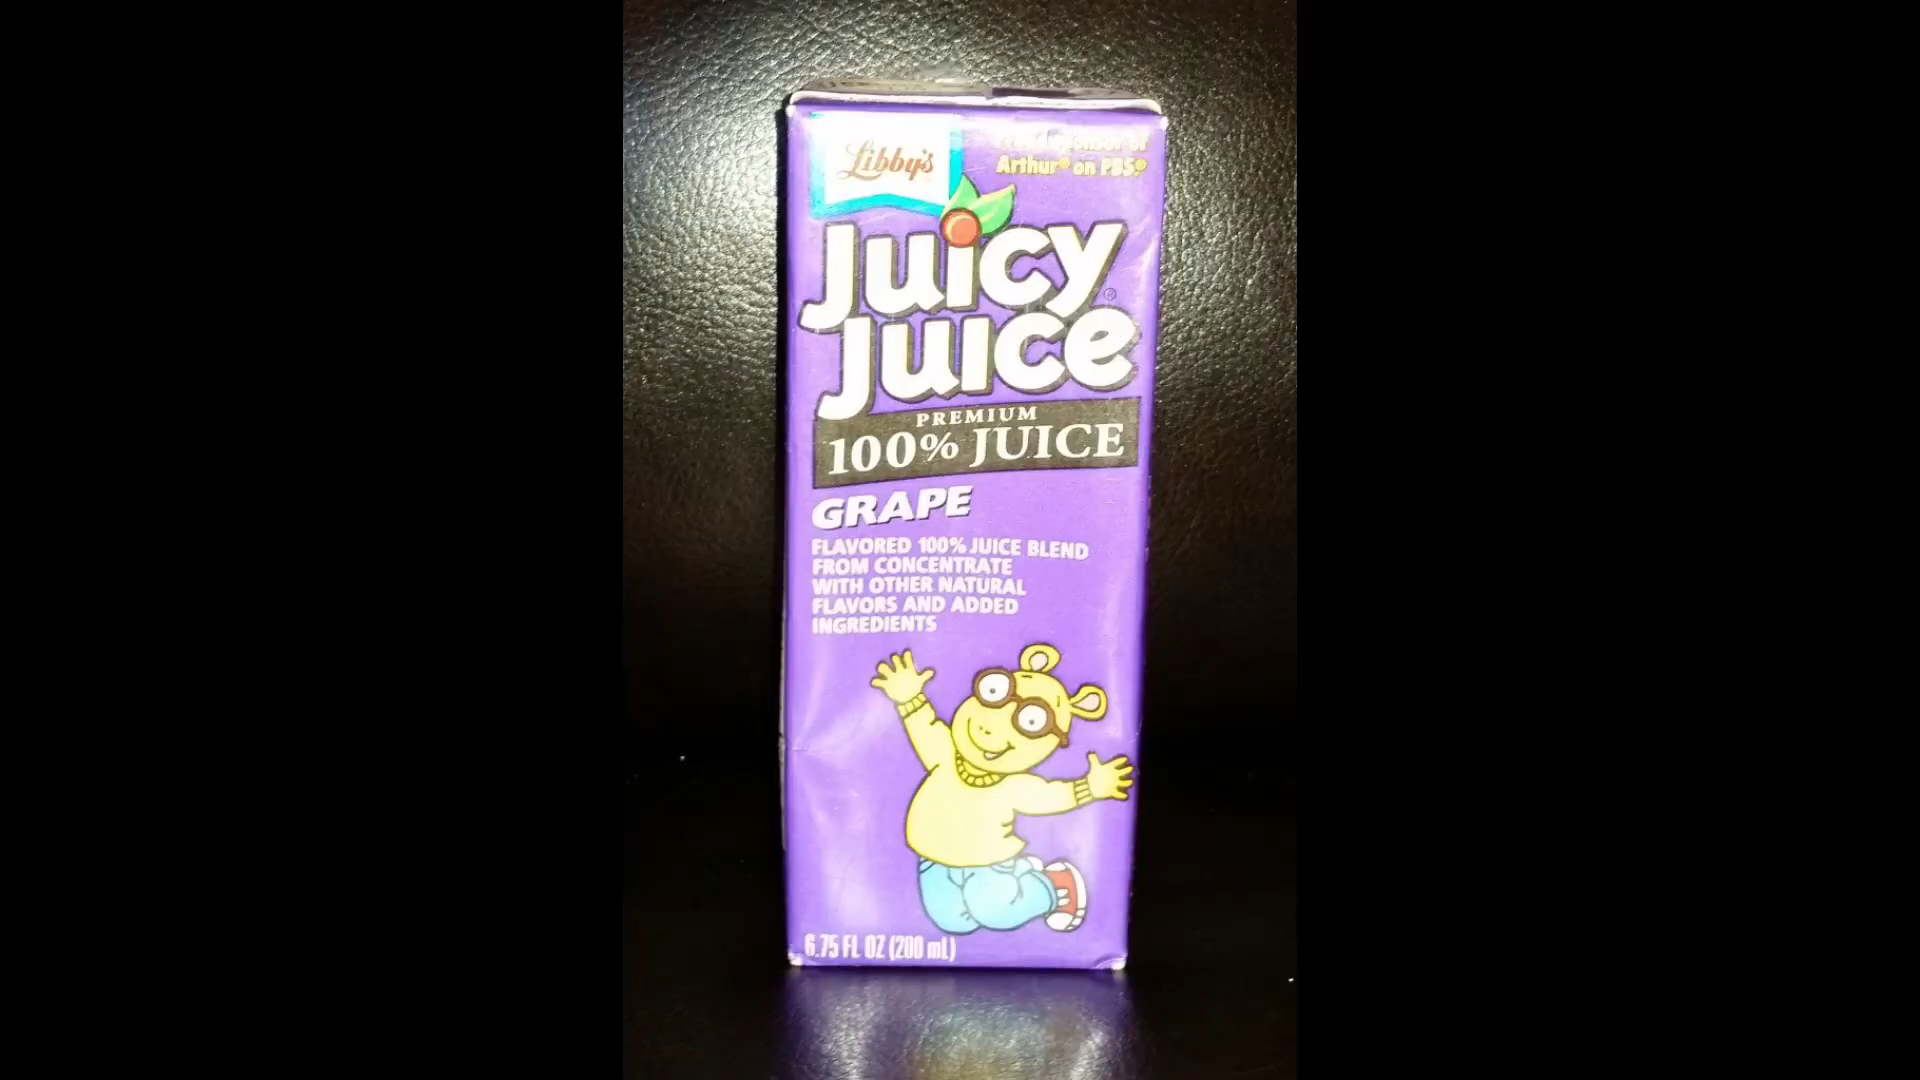 Libby's
Arthur® on PBS®
Juicy
Juice®
PREMIUM
100% JUICE
GRAPE
FLAVORED 100% JUICE BLEND
FROM CONCENTRATE
WITH OTHER NATURAL
FLAVORS AND ADDED
INGREDIENTS
6.75 FL OZ (200 mL)